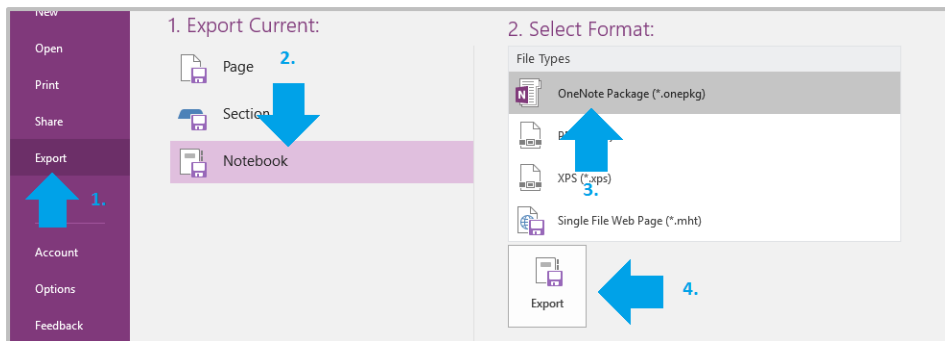 New
Open
Print
Share
Export
1.
Account
Options
Feedback
1. Export Current:
Page
2.
Section
Notebook
2. Select Format:
File Types
OneNote Package (*.onepkg)
XPS (*.xps)
3.
Single File Web Page (*.mht)
Export
4.